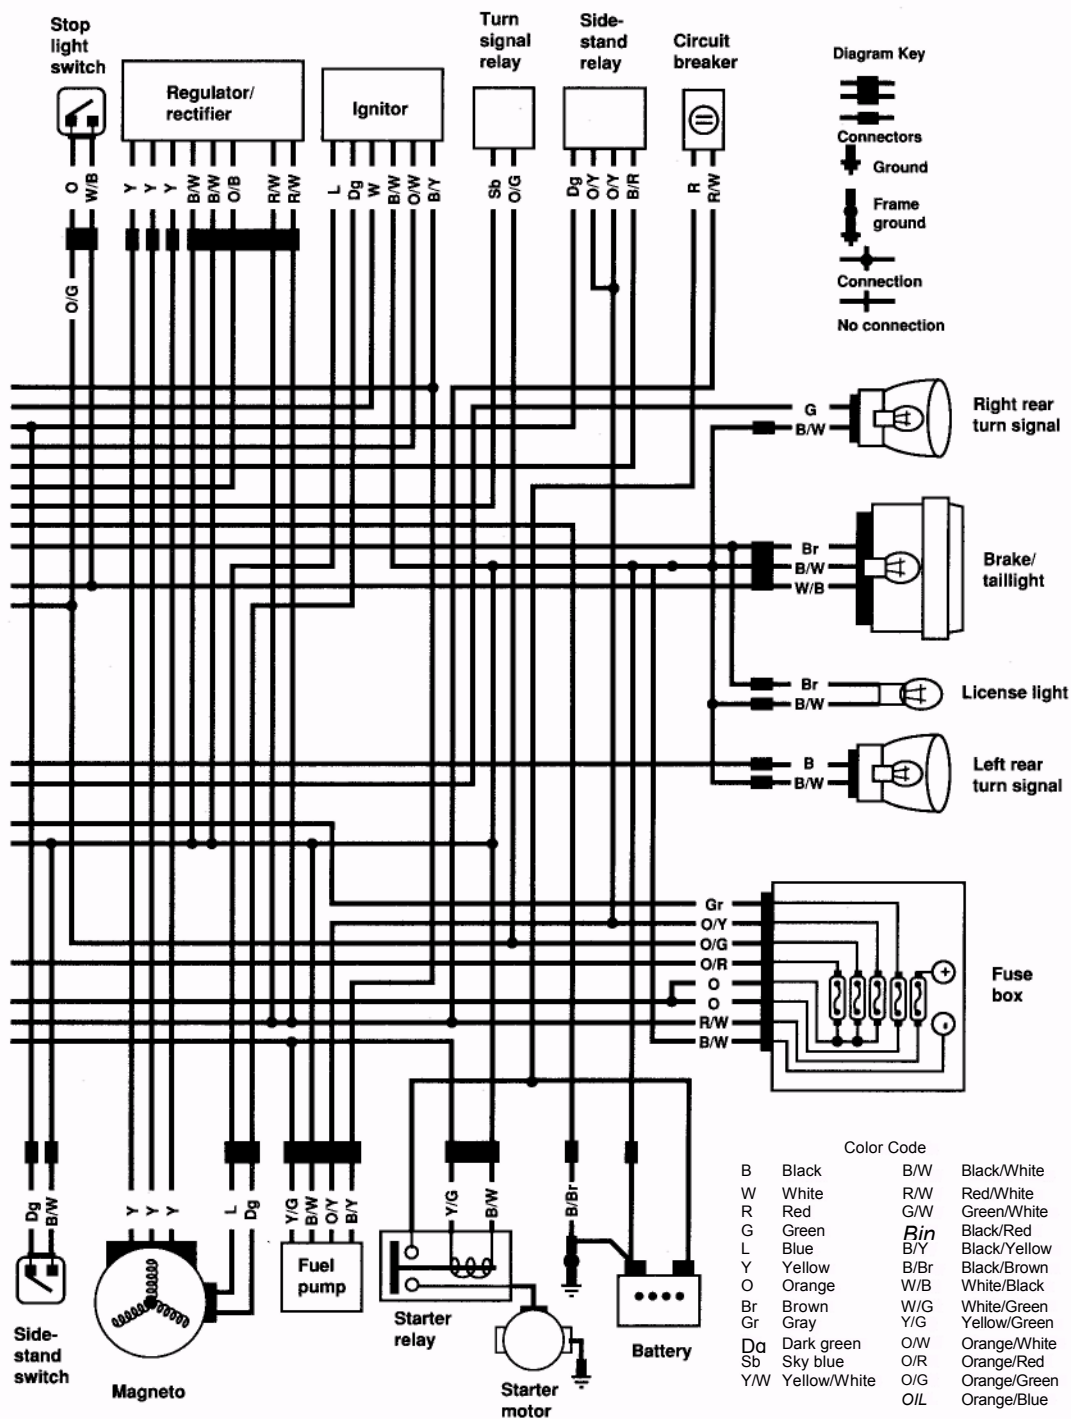 Stop
light
switch
Regulator/
rectifier
Ignitor
Turn
signal
relay
Side-
stand
relay
Circuit
breaker
Diagram Key
Connectors
Ground
Frame
ground
Connection
No connection
O
W/B
Y
Y
Y
B/W
B/W
O/B
R/W
R/W
L
Dg
W
B/W
O/W
B/Y
Sb
O/G
Dg
O/Y
O/Y
B/R
R
R/W
O/G
G
B/W
Right rear
turn signal
Br
B/W
W/B
Brake/
taillight
Br
B/W
License light
B
B/W
Left rear
turn signal
Gr
O/Y
O/G
O/R
O
O
R/W
B/W
+
Fuse
box
Dg
B/W
Y
Y
Y
L
Dg
Y/G
B/W
O/Y
B/Y
Y/G
B/W
B/Br
Side-
stand
switch
Magneto
Fuel
pump
Starter
relay
Starter
motor
Battery
Color Code
B Black B/W Black/White
W White R/W Red/White
R Red G/W Green/White
G Green Rin Black/Red
L Blue B/Y Black/Yellow
Y Yellow B/Br Black/Brown
O Orange W/B White/Black
Br Brown W/G White/Green
Gr Gray Y/G Yellow/Green
Da Dark green O/W Orange/White
Sb Sky blue O/R Orange/Red
Y/W Yellow/White O/G Orange/Green
OIL Orange/Blue